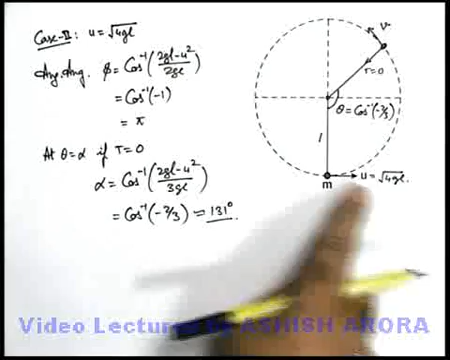 Case-II: u = √4gl
Ang. Ang. ϕ = Cos⁻¹(2gl-u²/2gl)
= Cos⁻¹(-1)
= π
At θ=α if T=0
α = Cos⁻¹(2gl-u²/3gl)
= Cos⁻¹(-2/3) = 131°.
v
T=0
θ = Cos⁻¹(-2/3)
l
m
u = √4gl.
Video Lectures by ASHISH ARORA